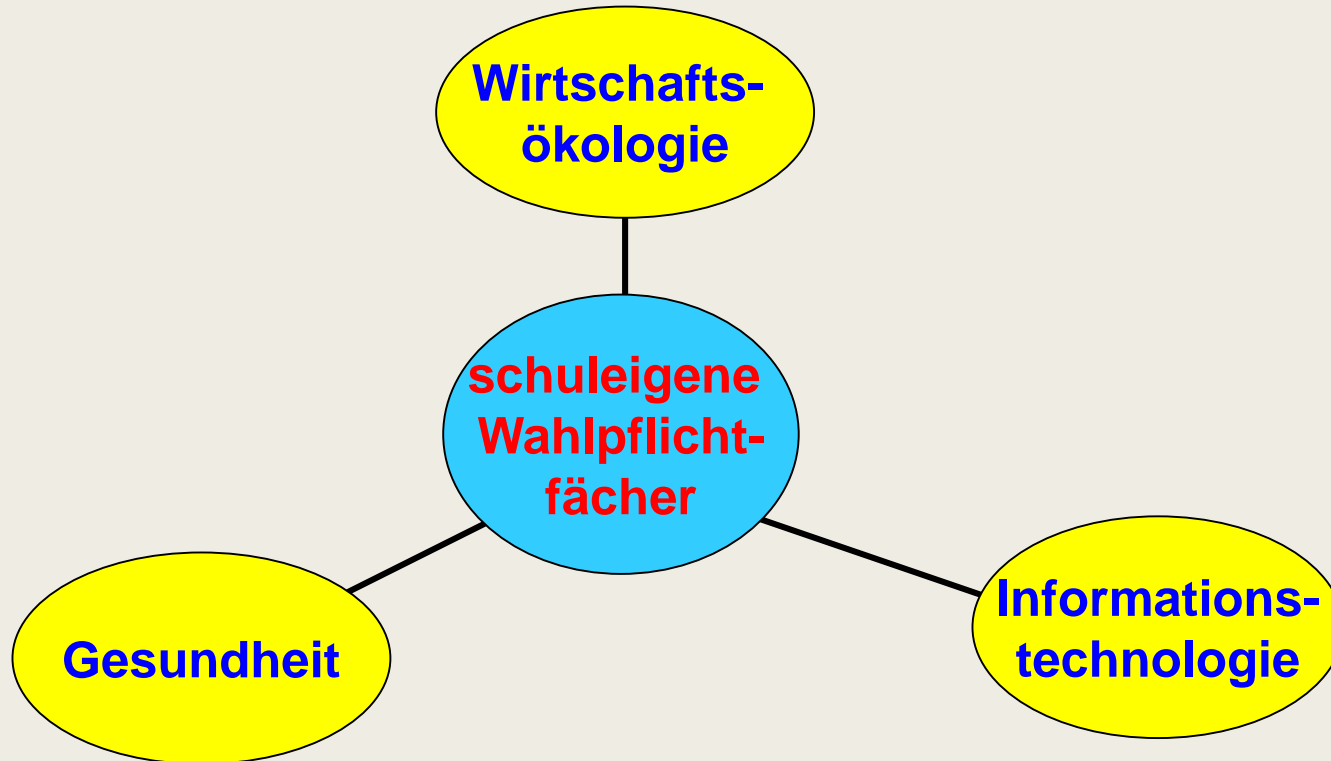 Wirtschafts-
ökologie
schuleigene
Wahlpflicht-
fächer
Gesundheit
Informations-
technologie